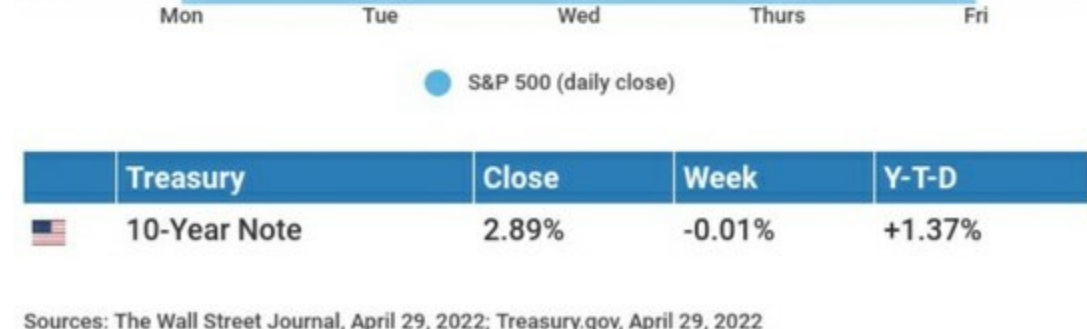 Mon Tue Wed Thurs Fri
S&P 500 (daily close)
Treasury Close Week Y-T-D
10-Year Note 2.89% -0.01% +1.37%
Sources: The Wall Street Journal, April 29, 2022; Treasury.gov, April 29, 2022